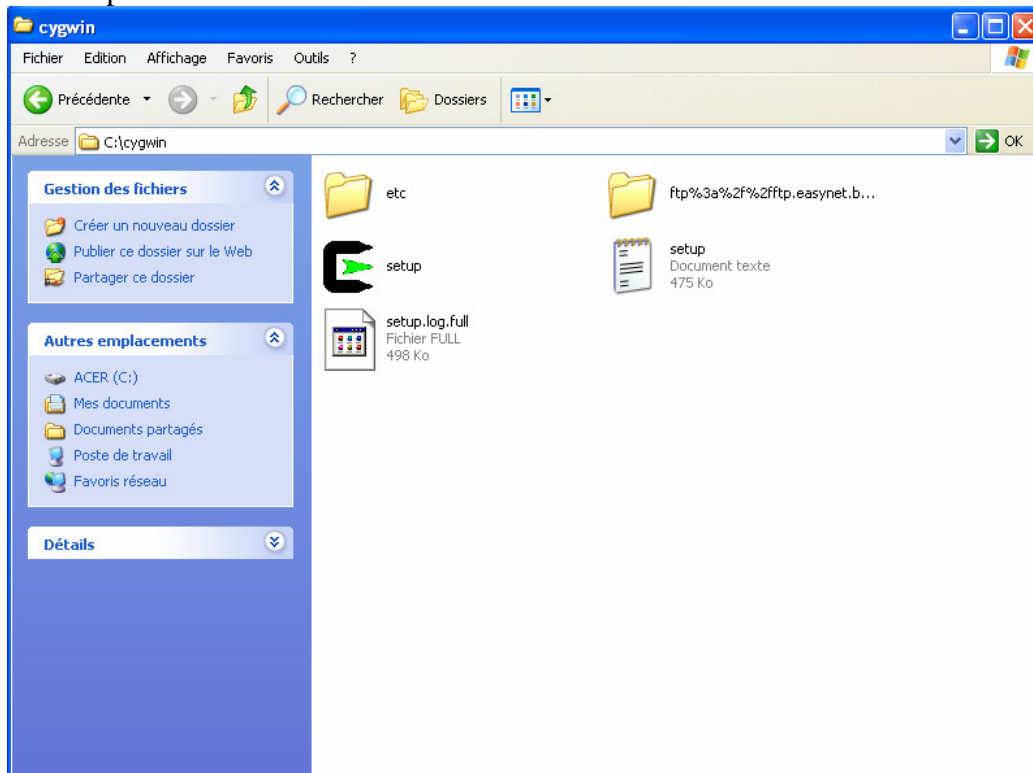 cygwin
Fichier Edition Affichage Favoris Outils ?
Précédente Rechercher Dossiers
Adresse C:\cygwin OK
Gestion des fichiers
Créer un nouveau dossier
Publier ce dossier sur le Web
Partager ce dossier
Autres emplacements
ACER (C:)
Mes documents
Documents partagés
Poste de travail
Favoris réseau
Détails
etc
ftp%3a%2f%2fftp.easynet.b...
setup
setup
Document texte
475 Ko
setup.log.full
Fichier FULL
498 Ko